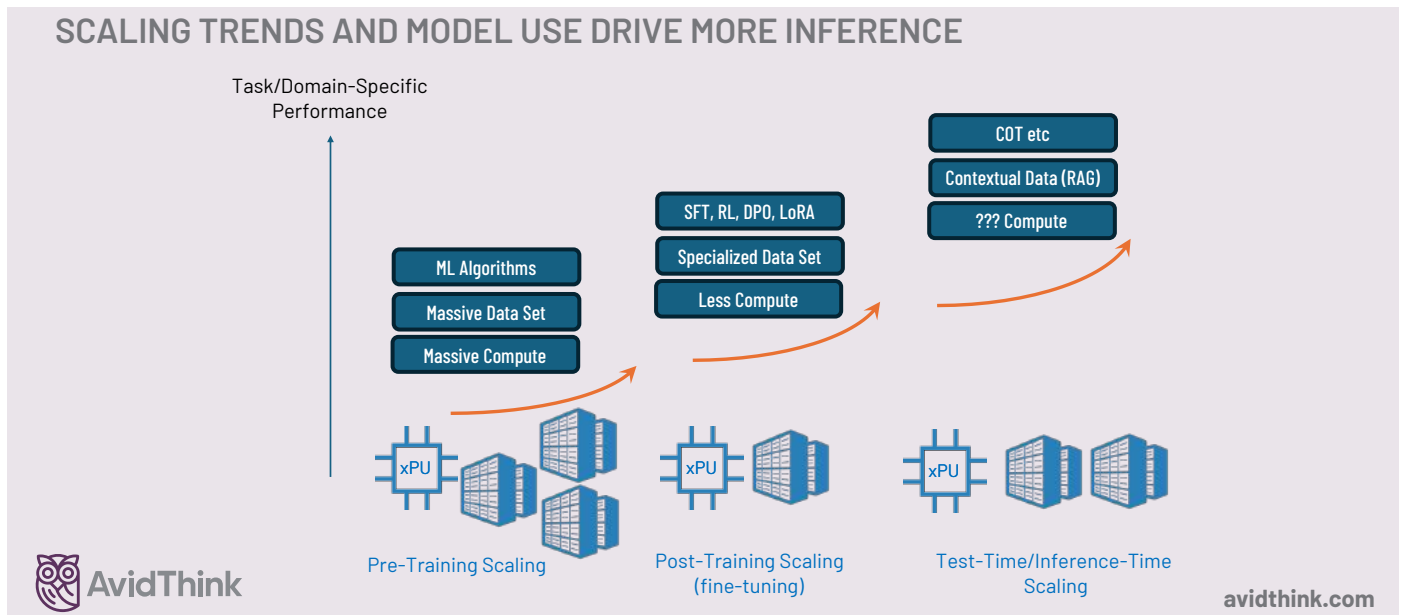 SCALING TRENDS AND MODEL USE DRIVE MORE INFERENCE
Task/Domain-Specific
Performance
ML Algorithms
Massive Data Set
Massive Compute
SFT, RL, DPO, LoRA
Specialized Data Set
Less Compute
COT etc
Contextual Data (RAG)
??? Compute
xPU
xPU
xPU
Pre-Training Scaling
Post-Training Scaling
(fine-tuning)
Test-Time/Inference-Time
Scaling
AvidThink
avidthink.com